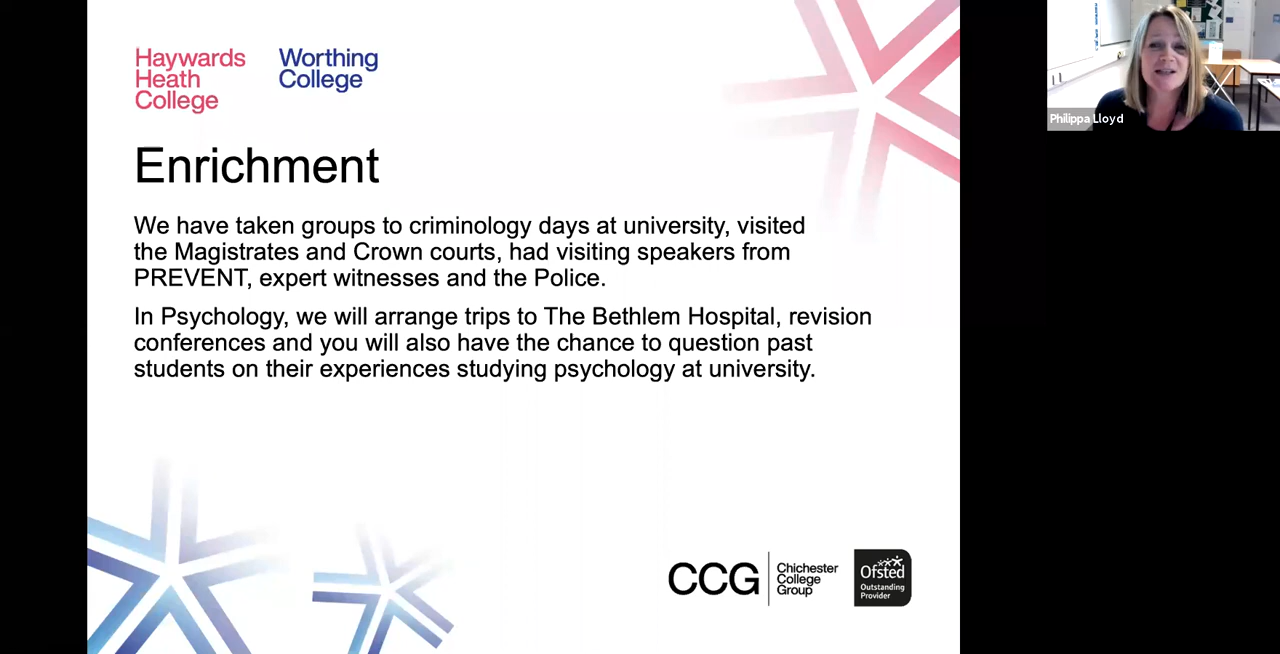 Haywards
Heath
College
Worthing
College
Enrichment
We have taken groups to criminology days at university, visited
the Magistrates and Crown courts, had visiting speakers from
PREVENT, expert witnesses and the Police.
In Psychology, we will arrange trips to The Bethlem Hospital, revision
conferences and you will also have the chance to question past
students on their experiences studying psychology at university.
CCG
Chichester
College
Group
Ofsted
Outstanding
Provider
Philippa Lloyd